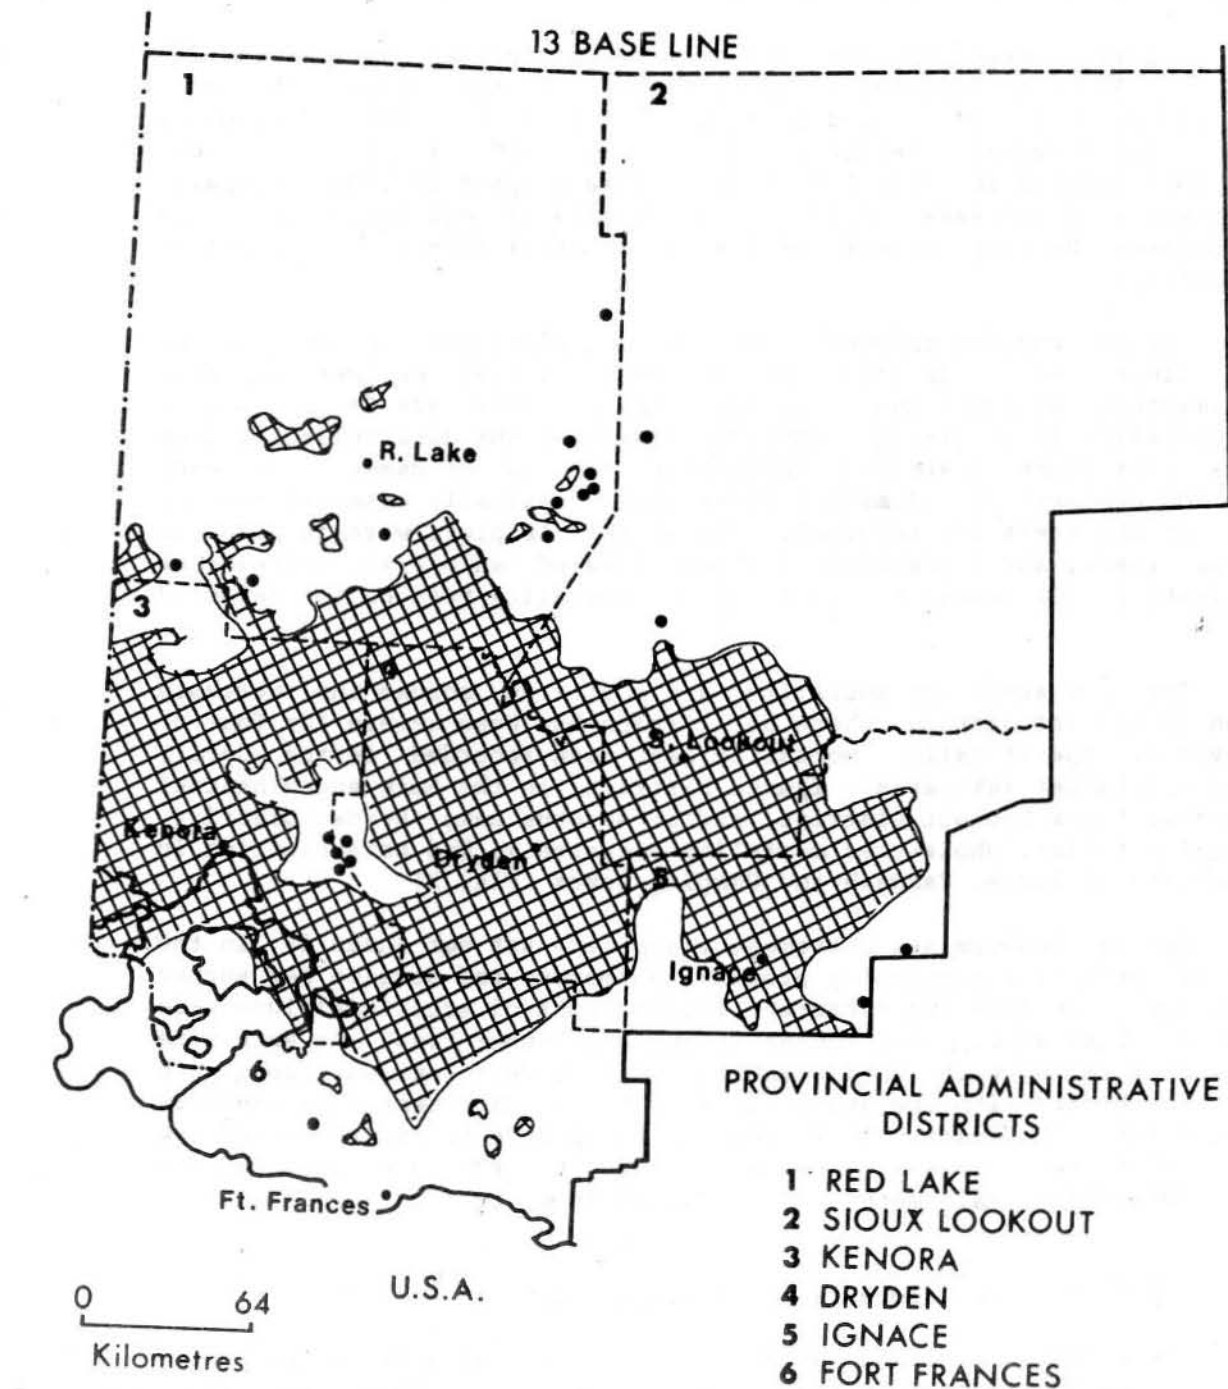 13 BASE LINE
1
2
R. Lake
3
4
S. Lookout
Kenora
Dryden
5
Ignace
6
PROVINCIAL ADMINISTRATIVE
DISTRICTS
1 RED LAKE
2 SIOUX LOOKOUT
3 KENORA
4 DRYDEN
5 IGNACE
6 FORT FRANCES
Ft. Frances
U.S.A.
0 64
Kilometres